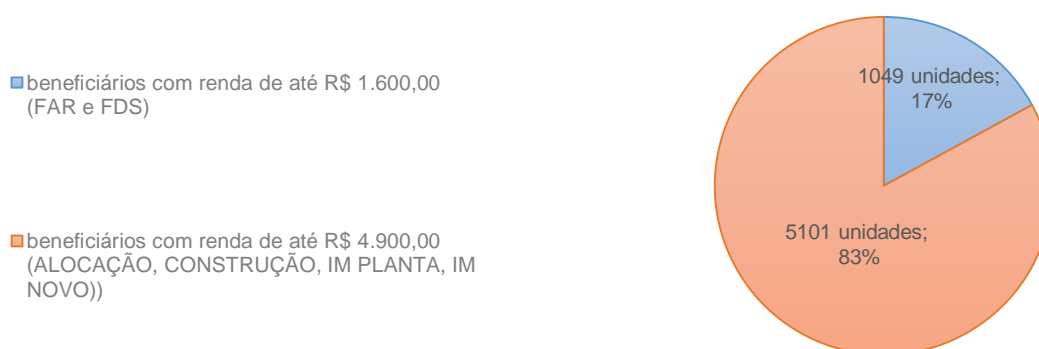 beneficiários com renda de até R$ 1.600,00
(FAR e FDS)
beneficiários com renda de até R$ 4.900,00
(ALOCAÇÃO, CONSTRUÇÃO, IM PLANTA, IM
NOVO))
1049 unidades;
17%
5101 unidades;
83%